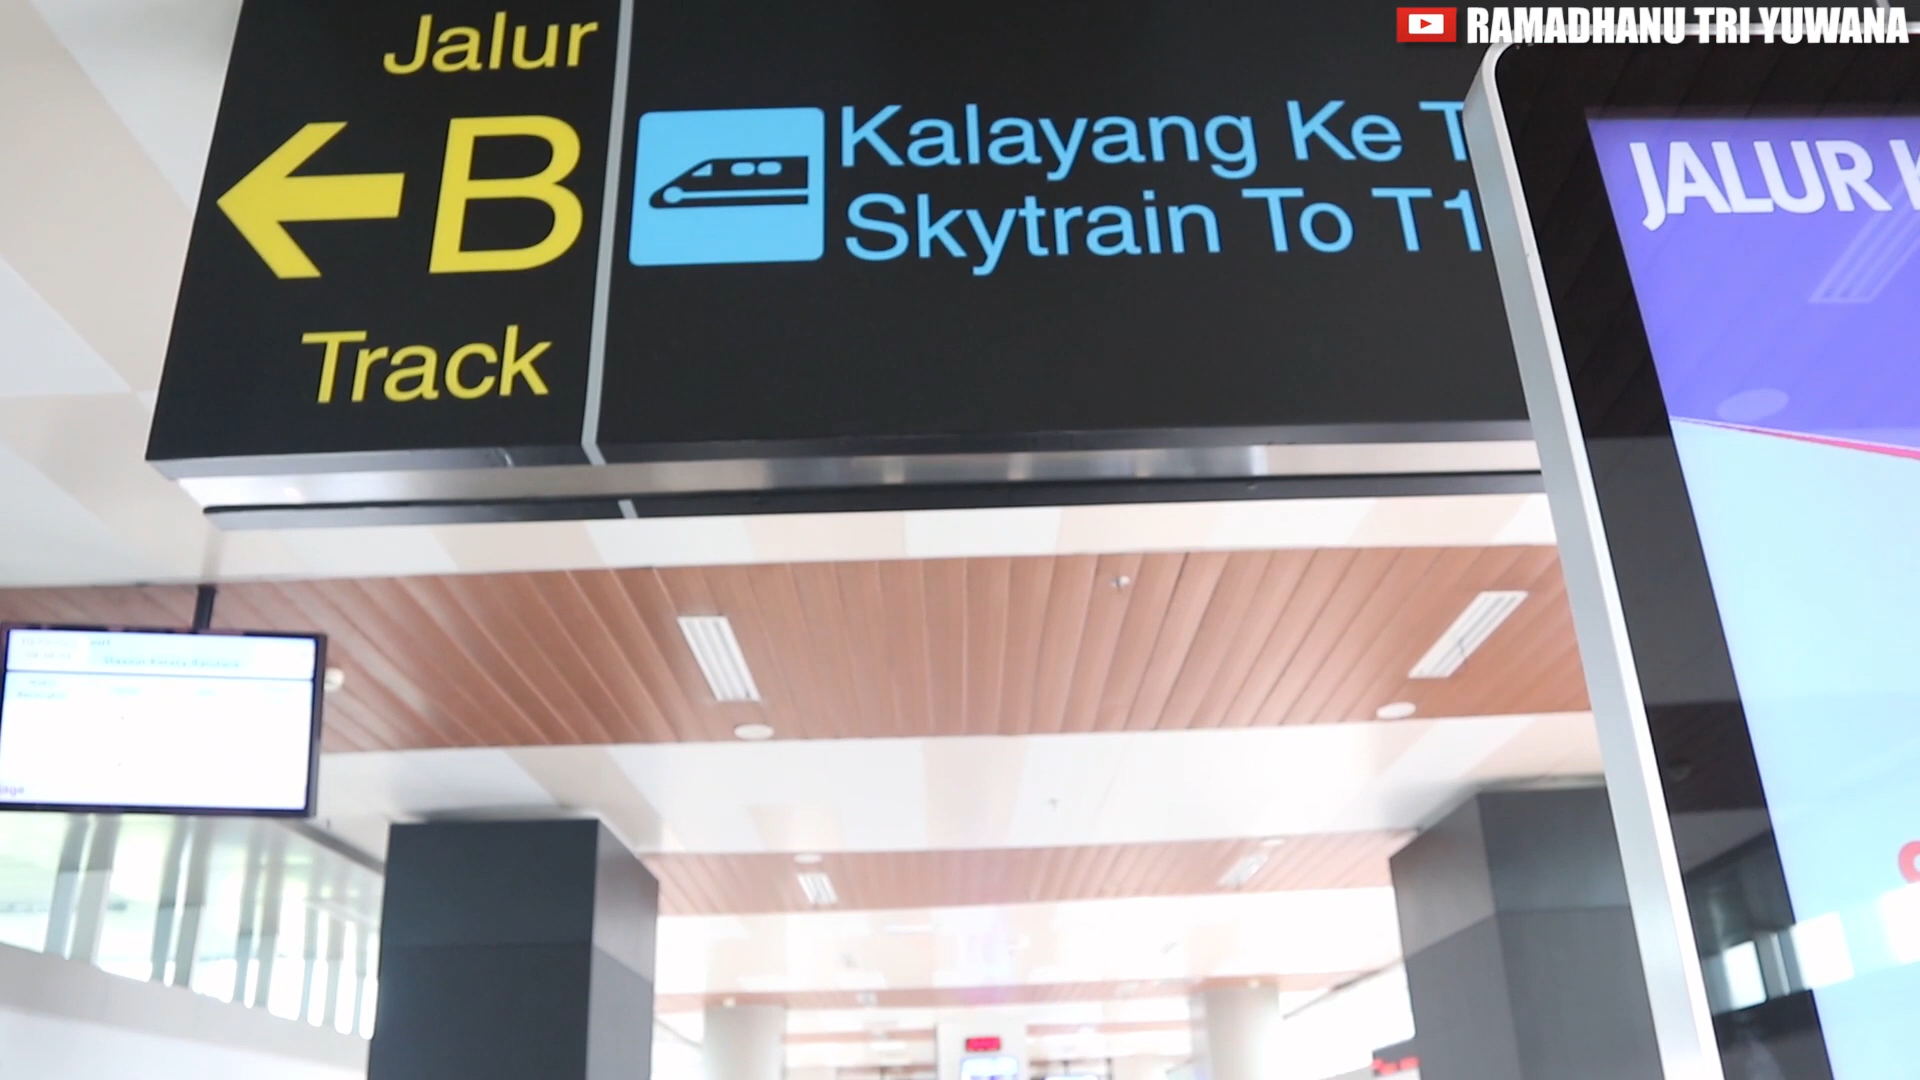 RAMADHANU TRI YUWANA
Jalur
B
Track
Kalayang Ke T
Skytrain To T1
JALUR K